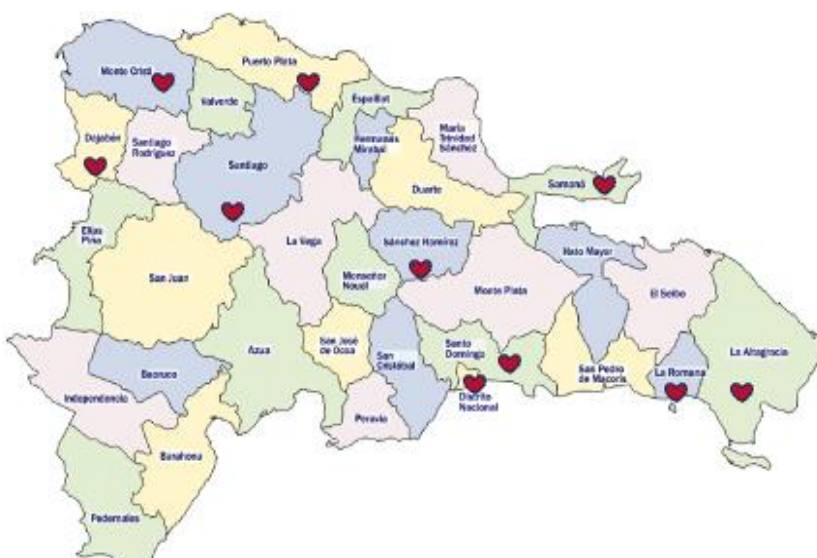 Puerto Plata
Monte Cristi
Valverde
Espaillat
Dajabón
Santiago
Rodríguez
Hermanas
Mirabal
María
Trinidad
Sánchez
Santiago
Duarte
Samaná
Elías
Piña
La Vega
Sánchez Ramírez
Hato Mayor
San Juan
Monseñor
Nouel
Monte Plata
El Seibo
Azua
San José
de Ocoa
San
Cristóbal
Santo
Domingo
Baoruco
San Pedro
de Macorís
La Romana
La Altagracia
Independencia
Peravia
Distrito
Nacional
Barahona
Pedernales